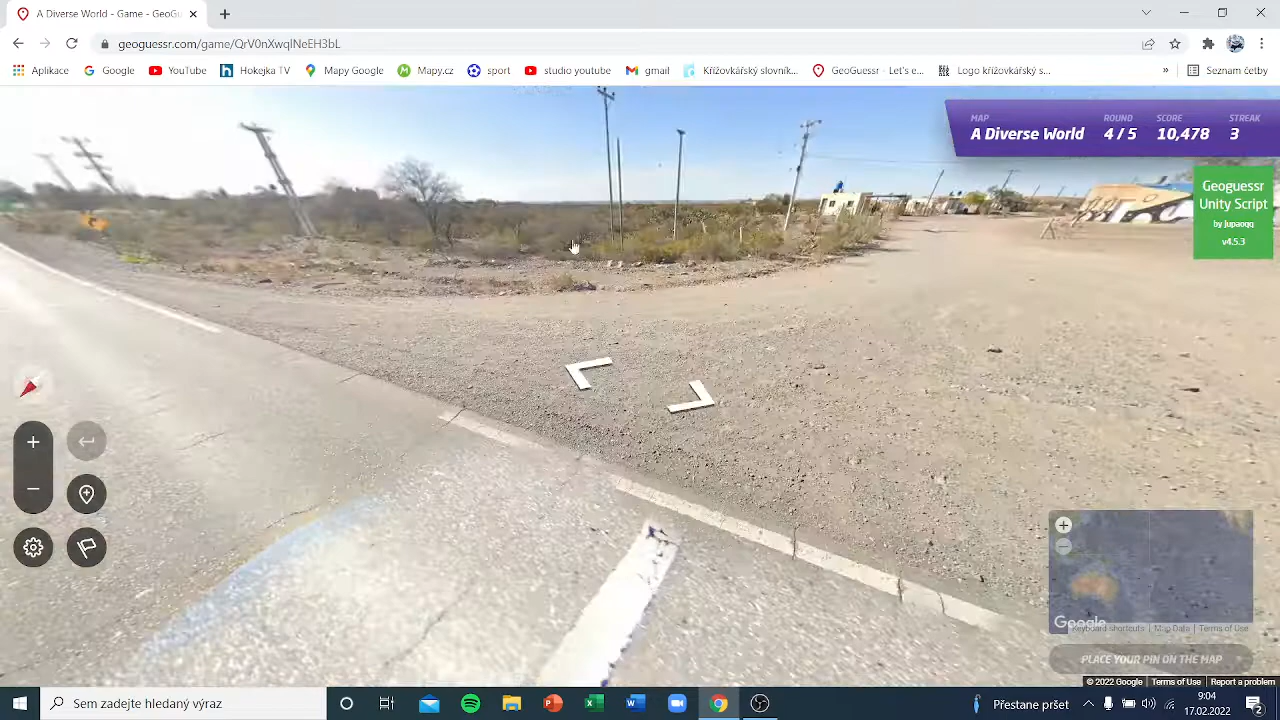 A Diverse World - Game - GeoGu
geoguessr.com/game/QrV0nXwqlNeEH3bL
Aplikace Google YouTube Hokejka TV Mapy Google Mapy.cz sport studio youtube gmail Křížovkářský slovní GeoGuessr - Let's e... Logo křížovkářský s... » Seznam četby
MAP ROUND SCORE STREAK
A Diverse World 4 / 5 10,478 3
Geoguessr
Unity Script
by jupaoqq
v4.5.3
Google
Keyboard shortcuts Map Data Terms of Use
PLACE YOUR PIN ON THE MAP
© 2022 Google Terms of Use Report a problem
Sem zadejte hledaný výraz
Přestane pršet
9:04
17.02.2022
2